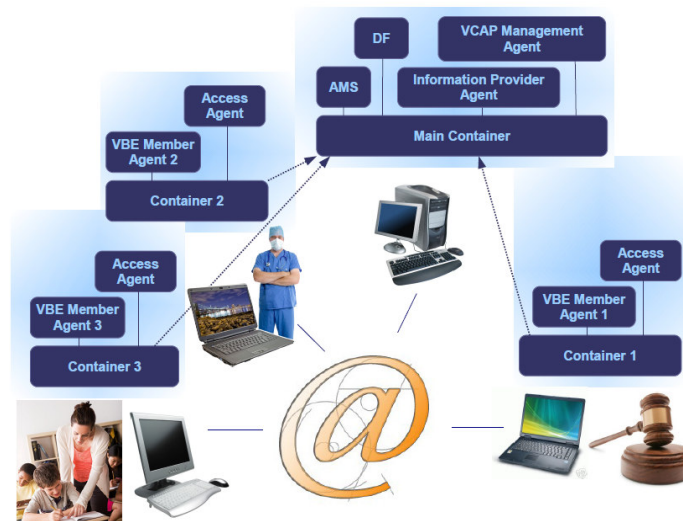 DF
VCAP Management
Agent
AMS
Information Provider
Agent
Main Container
Access
Agent
VBE Member
Agent 2
Container 2
Access
Agent
VBE Member
Agent 3
Container 3
Access
Agent
VBE Member
Agent 1
Container 1
@